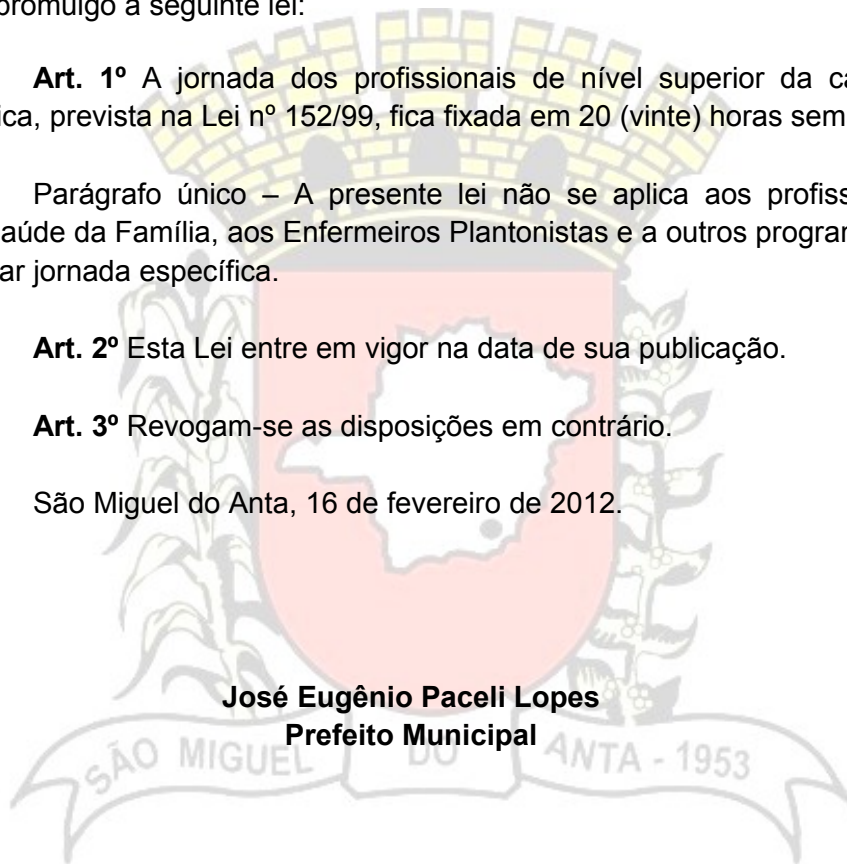 promulgo a seguinte lei:
Art. 1º A jornada dos profissionais de nível superior da
ica, prevista na Lei nº 152/99, fica fixada em 20 (vinte) horas sem
Parágrafo único – A presente lei não se aplica aos profiss
aúde da Família, aos Enfermeiros Plantonistas e a outros progra
ar jornada específica.
Art. 2º Esta Lei entre em vigor na data de sua publicação.
Art. 3º Revogam-se as disposições em contrário.
São Miguel do Anta, 16 de fevereiro de 2012.
José Eugênio Paceli Lopes
Prefeito Municipal
SÃO MIGUEL DO ANTA - 1953